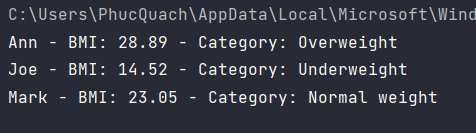 C:\Users\PhucQuach\AppData\Local\Microsoft\Wind
Ann - BMI: 28.89 - Category: Overweight
Joe - BMI: 14.52 - Category: Underweight
Mark - BMI: 23.05 - Category: Normal weight